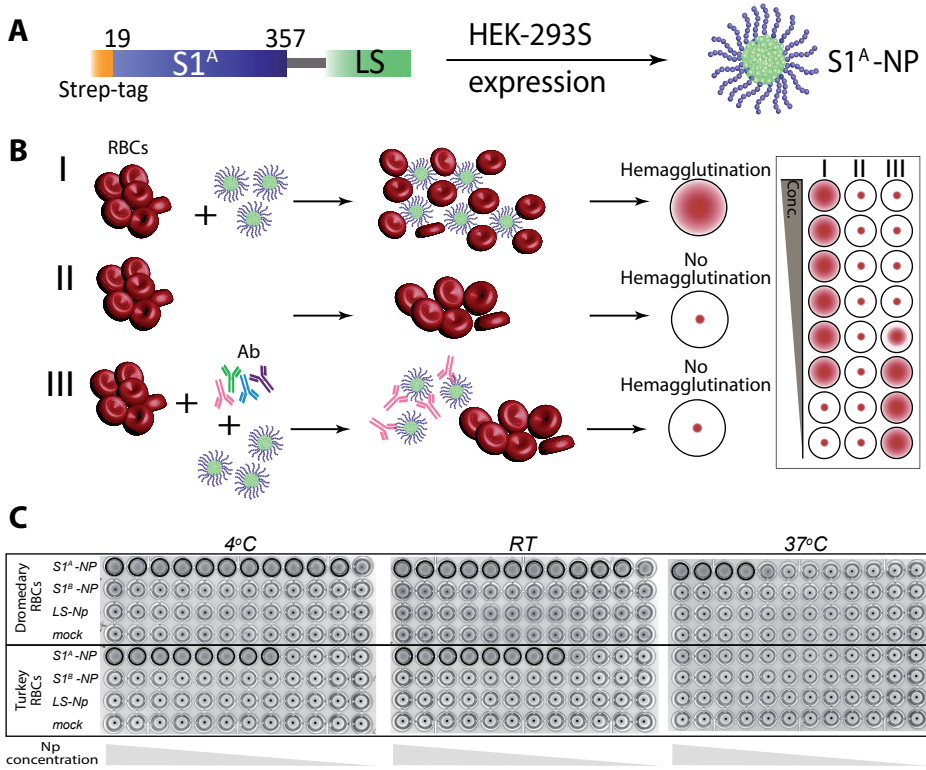 A
19
357
S1ᴬ
LS
Strep-tag
HEK-293S
expression
S1ᴬ-NP
B
I
RBCs
+
Hemagglutination
II
No
Hemagglutination
III
Ab
+
+
No
Hemagglutination
I II III
Conc.
C
4ºC RT 37ºC
Dromedary
RBCs
S1ᴬ-NP
S1ᴮ-NP
LS-Np
mock
Turkey
RBCs
S1ᴬ-NP
S1ᴮ-NP
LS-Np
mock
Np
concentration